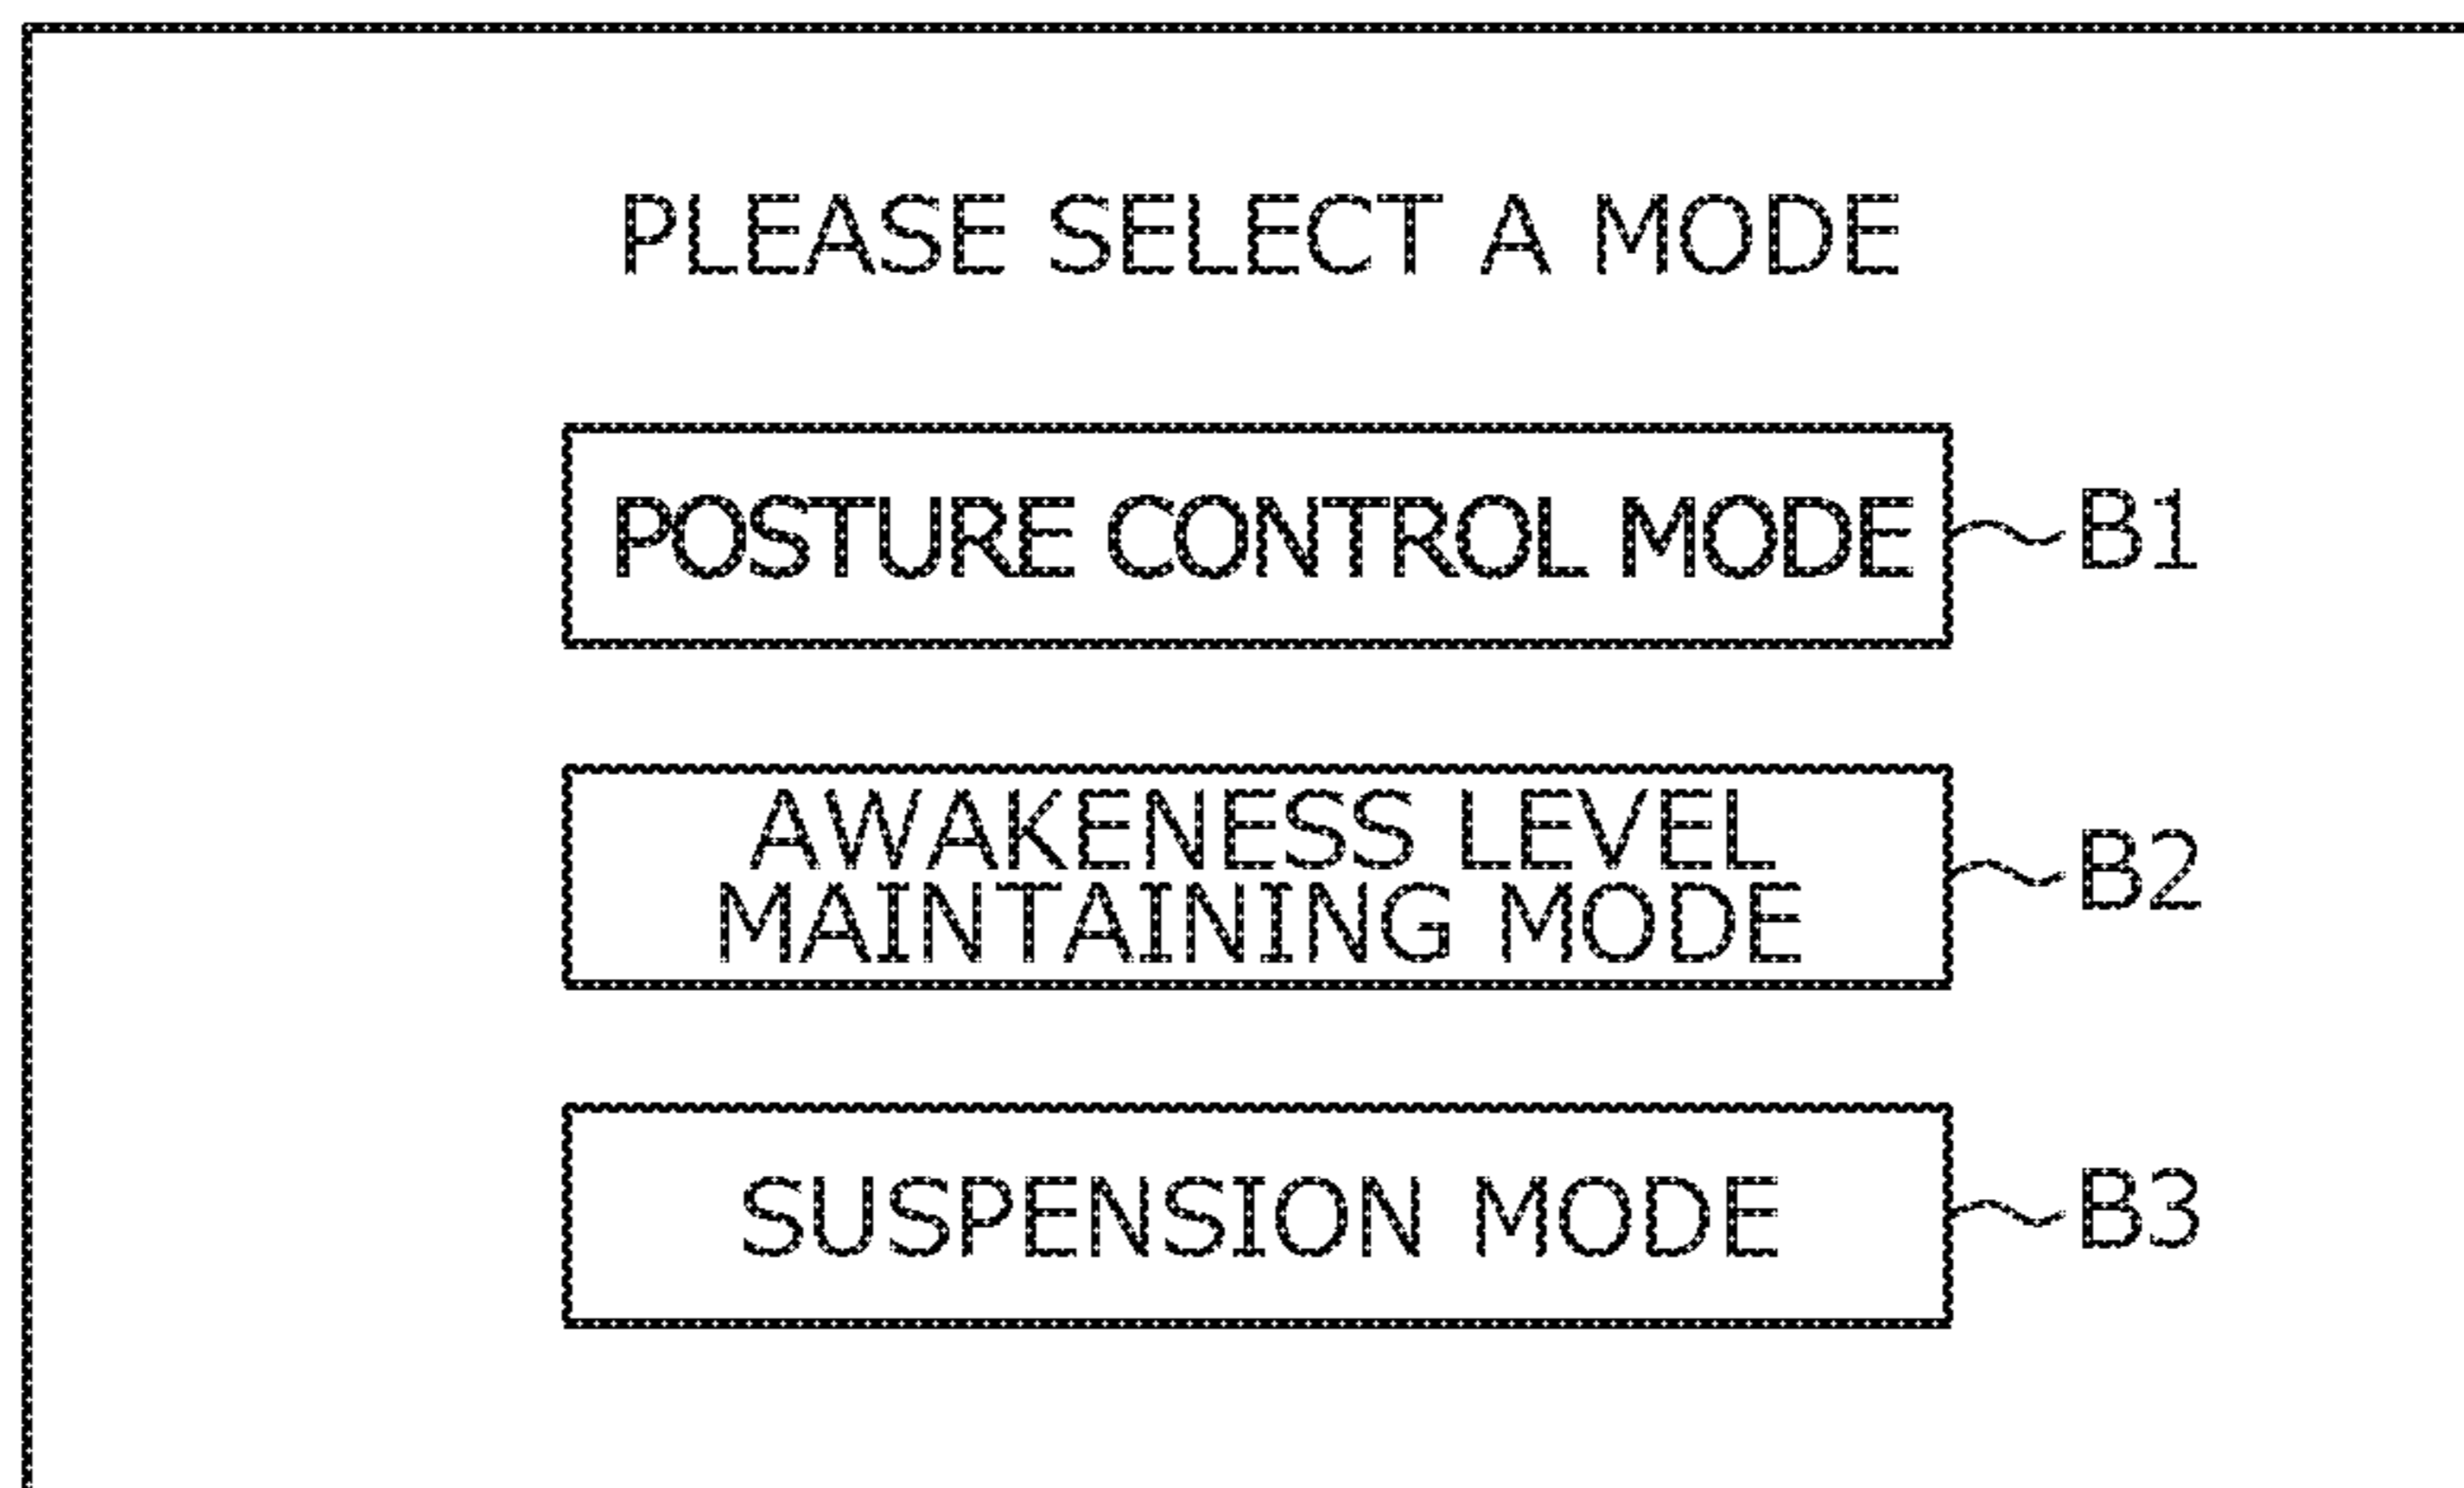 PLEASE SELECT A MODE
POSTURE CONTROL MODE
B1
AWAKENESS LEVEL
MAINTAINING MODE
B2
SUSPENSION MODE
B3